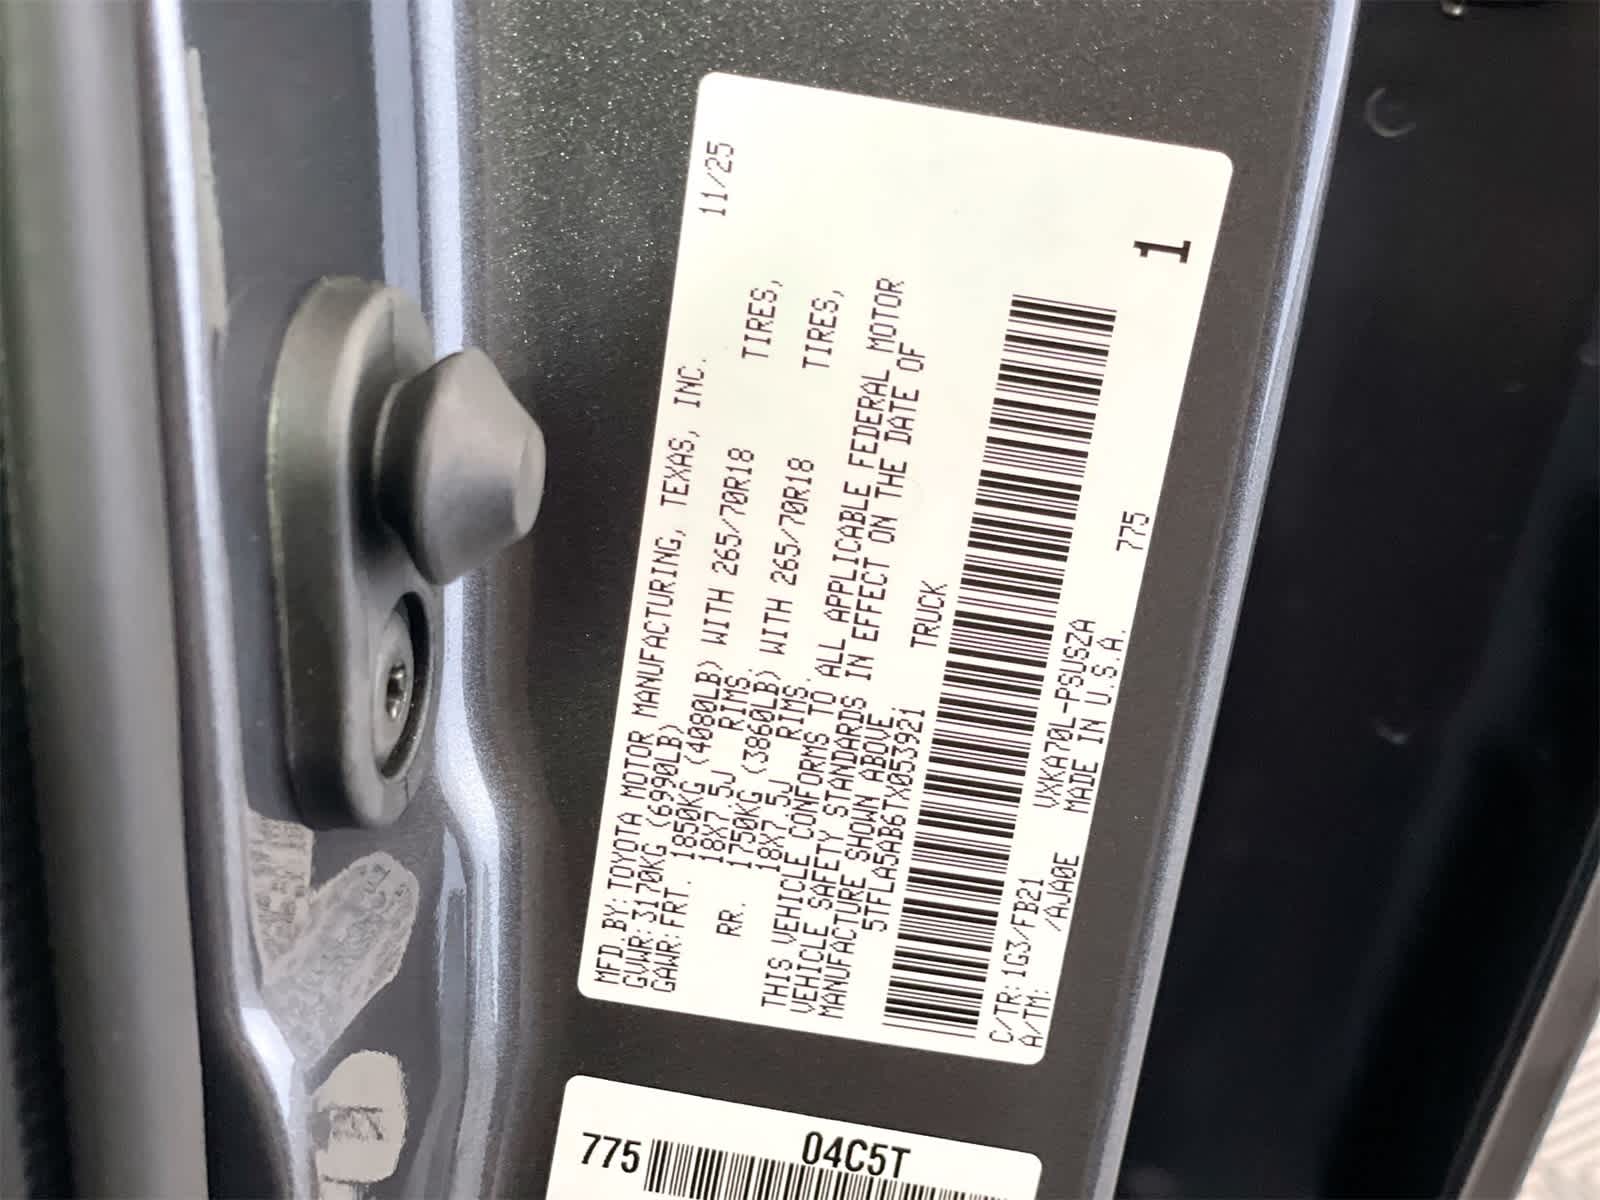 11/25
MFD BY: TOYOTA MOTOR MANUFACTURING, TEXAS, INC.
GVWR: 3170KG (6990LB)
GAWR: FRT. 1850KG (4080LB) WITH 265/70R18 TIRES,
18X7.5J RIMS.
RR. 1750KG (3860LB) WITH 265/70R18 TIRES,
18X7.5J RIMS.
THIS VEHICLE CONFORMS TO ALL APPLICABLE FEDERAL MOTOR
VEHICLE SAFETY STANDARDS IN EFFECT ON THE DATE OF
MANUFACTURE SHOWN ABOVE.
5TFLA5AB6TX053921 TRUCK
C/TR: 1G3/FB21 VXKA70L-PSUSZA 775
A/TM: /AJA0E MADE IN U.S.A.
1
775 04C5T